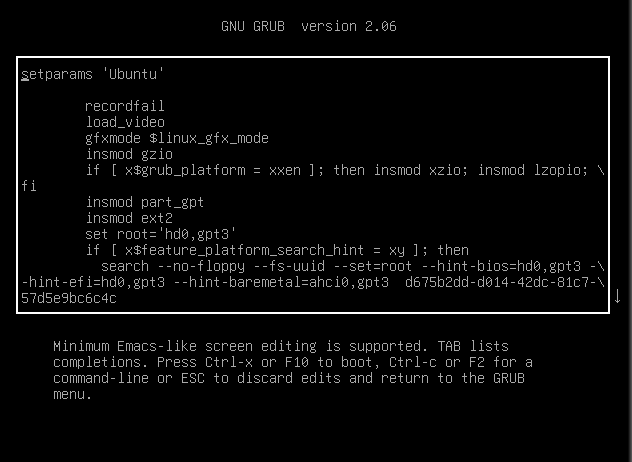 GNU GRUB  version 2.06
setparams 'Ubuntu'
recordfail
load_video
gfxmode $linux_gfx_mode
insmod gzio
if [ x$grub_platform = xxen ]; then insmod xzio; insmod lzopio; \
fi
insmod part_gpt
insmod ext2
set root='hd0,gpt3'
if [ x$feature_platform_search_hint = xy ]; then
search --no-floppy --fs-uuid --set=root --hint-bios=hd0,gpt3 -\
-hint-efi=hd0,gpt3 --hint-baremetal=ahci0,gpt3  d675b2dd-d014-42dc-81c7-\
57d5e9bc6c4c
↓
Minimum Emacs-like screen editing is supported. TAB lists
completions. Press Ctrl-x or F10 to boot, Ctrl-c or F2 for a
command-line or ESC to discard edits and return to the GRUB
menu.